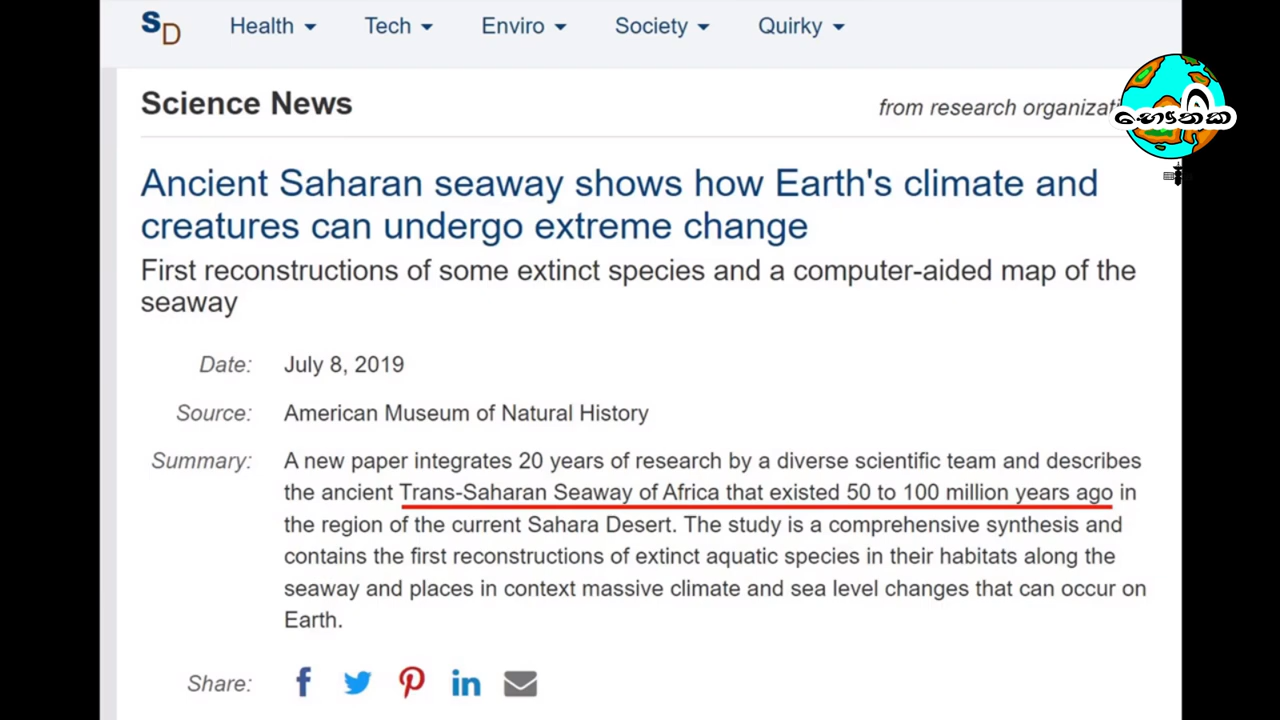 SD
Health
Tech
Enviro
Society
Quirky
Science News
from research organizati
Ancient Saharan seaway shows how Earth's climate and
creatures can undergo extreme change
First reconstructions of some extinct species and a computer-aided map of the
seaway
Date: July 8, 2019
Source: American Museum of Natural History
Summary: A new paper integrates 20 years of research by a diverse scientific team and describes
the ancient Trans-Saharan Seaway of Africa that existed 50 to 100 million years ago in
the region of the current Sahara Desert. The study is a comprehensive synthesis and
contains the first reconstructions of extinct aquatic species in their habitats along the
seaway and places in context massive climate and sea level changes that can occur on
Earth.
Share: